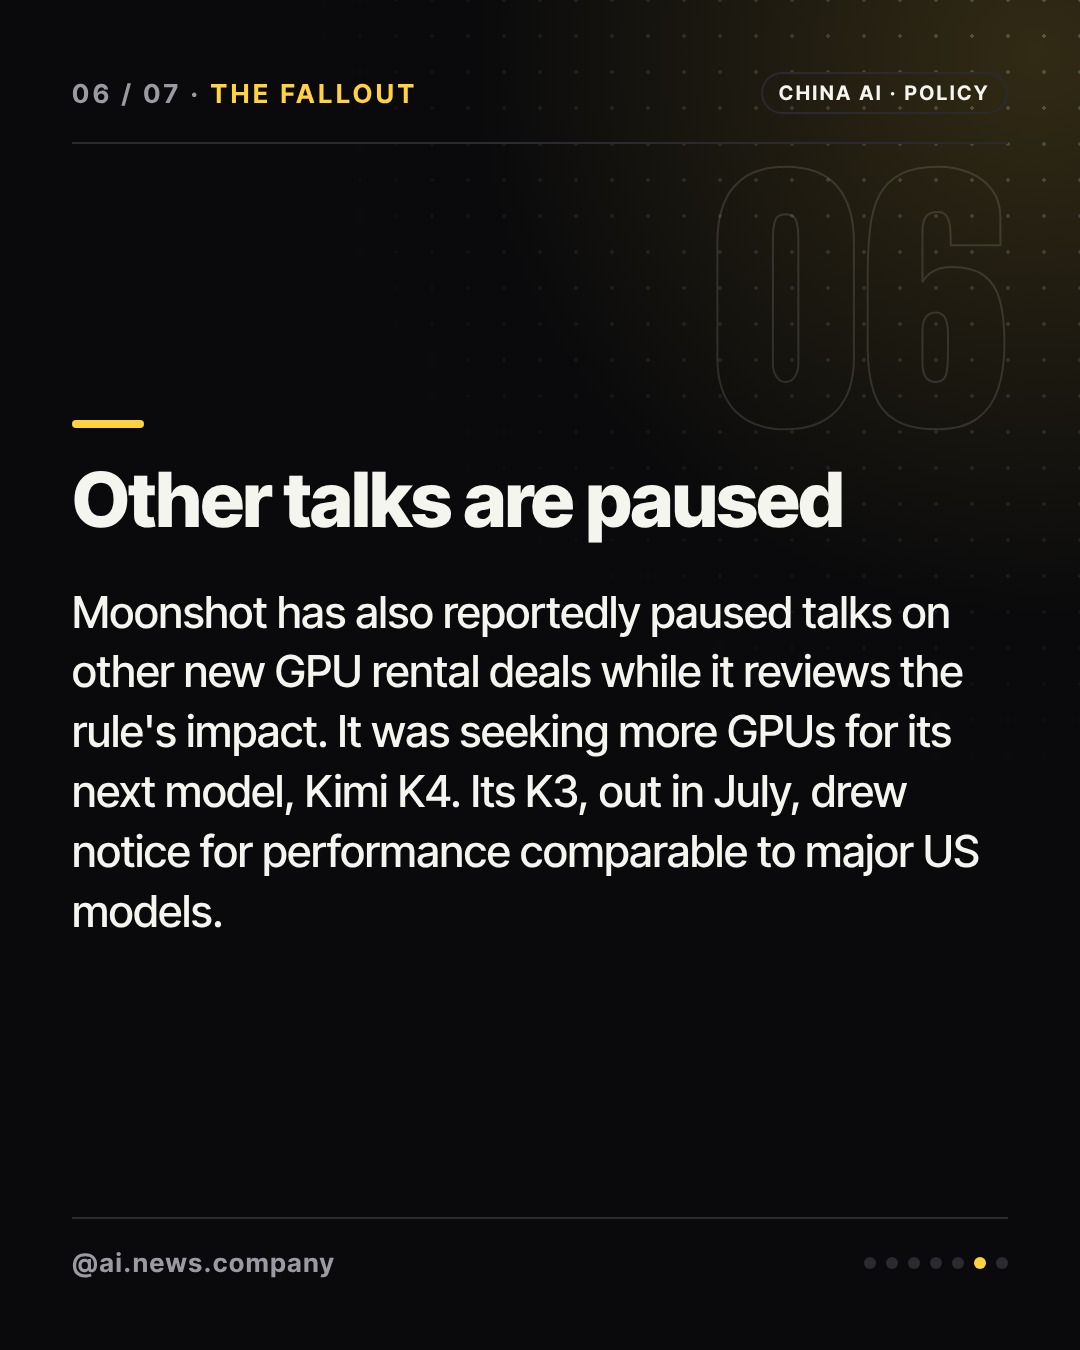 06 / 07 · THE FALLOUT
CHINA AI · POLICY
06
Other talks are paused
Moonshot has also reportedly paused talks on
other new GPU rental deals while it reviews the
rule's impact. It was seeking more GPUs for its
next model, Kimi K4. Its K3, out in July, drew
notice for performance comparable to major US
models.
@ai.news.company